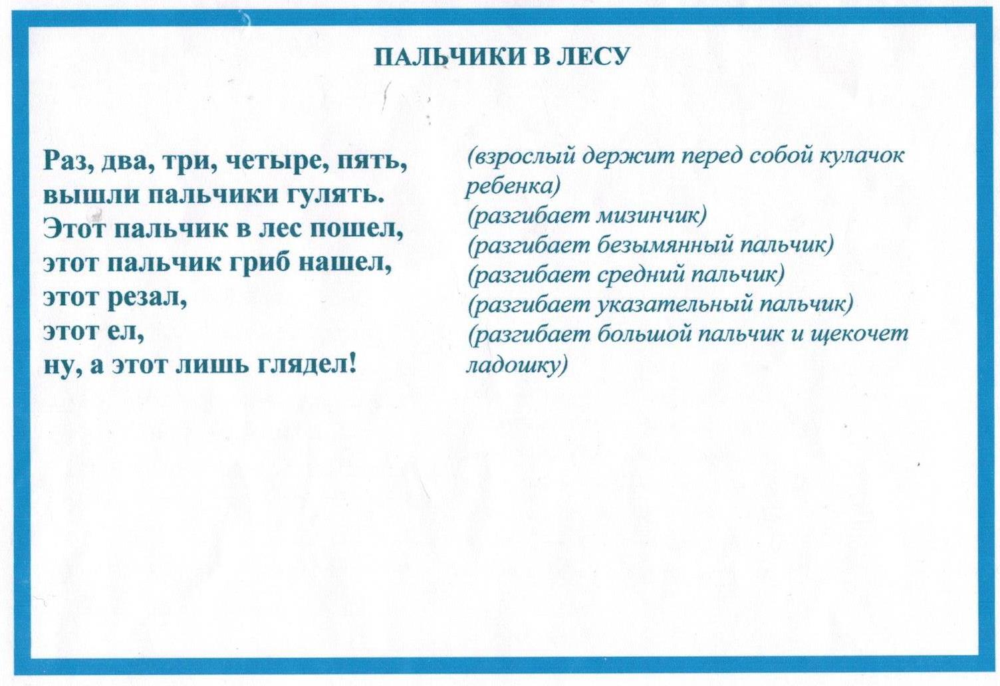 ПАЛЬЧИКИ В ЛЕСУ
Раз, два, три, четыре, пять,
вышли пальчики гулять.
Этот пальчик в лес пошел,
этот пальчик гриб нашел,
этот резал,
этот ел,
ну, а этот лишь глядел!
(взрослый держит перед собой кулачок
ребенка)
(разгибает мизинчик)
(разгибает безымянный пальчик)
(разгибает средний пальчик)
(разгибает указательный пальчик)
(разгибает большой пальчик и щекочет
ладошку)